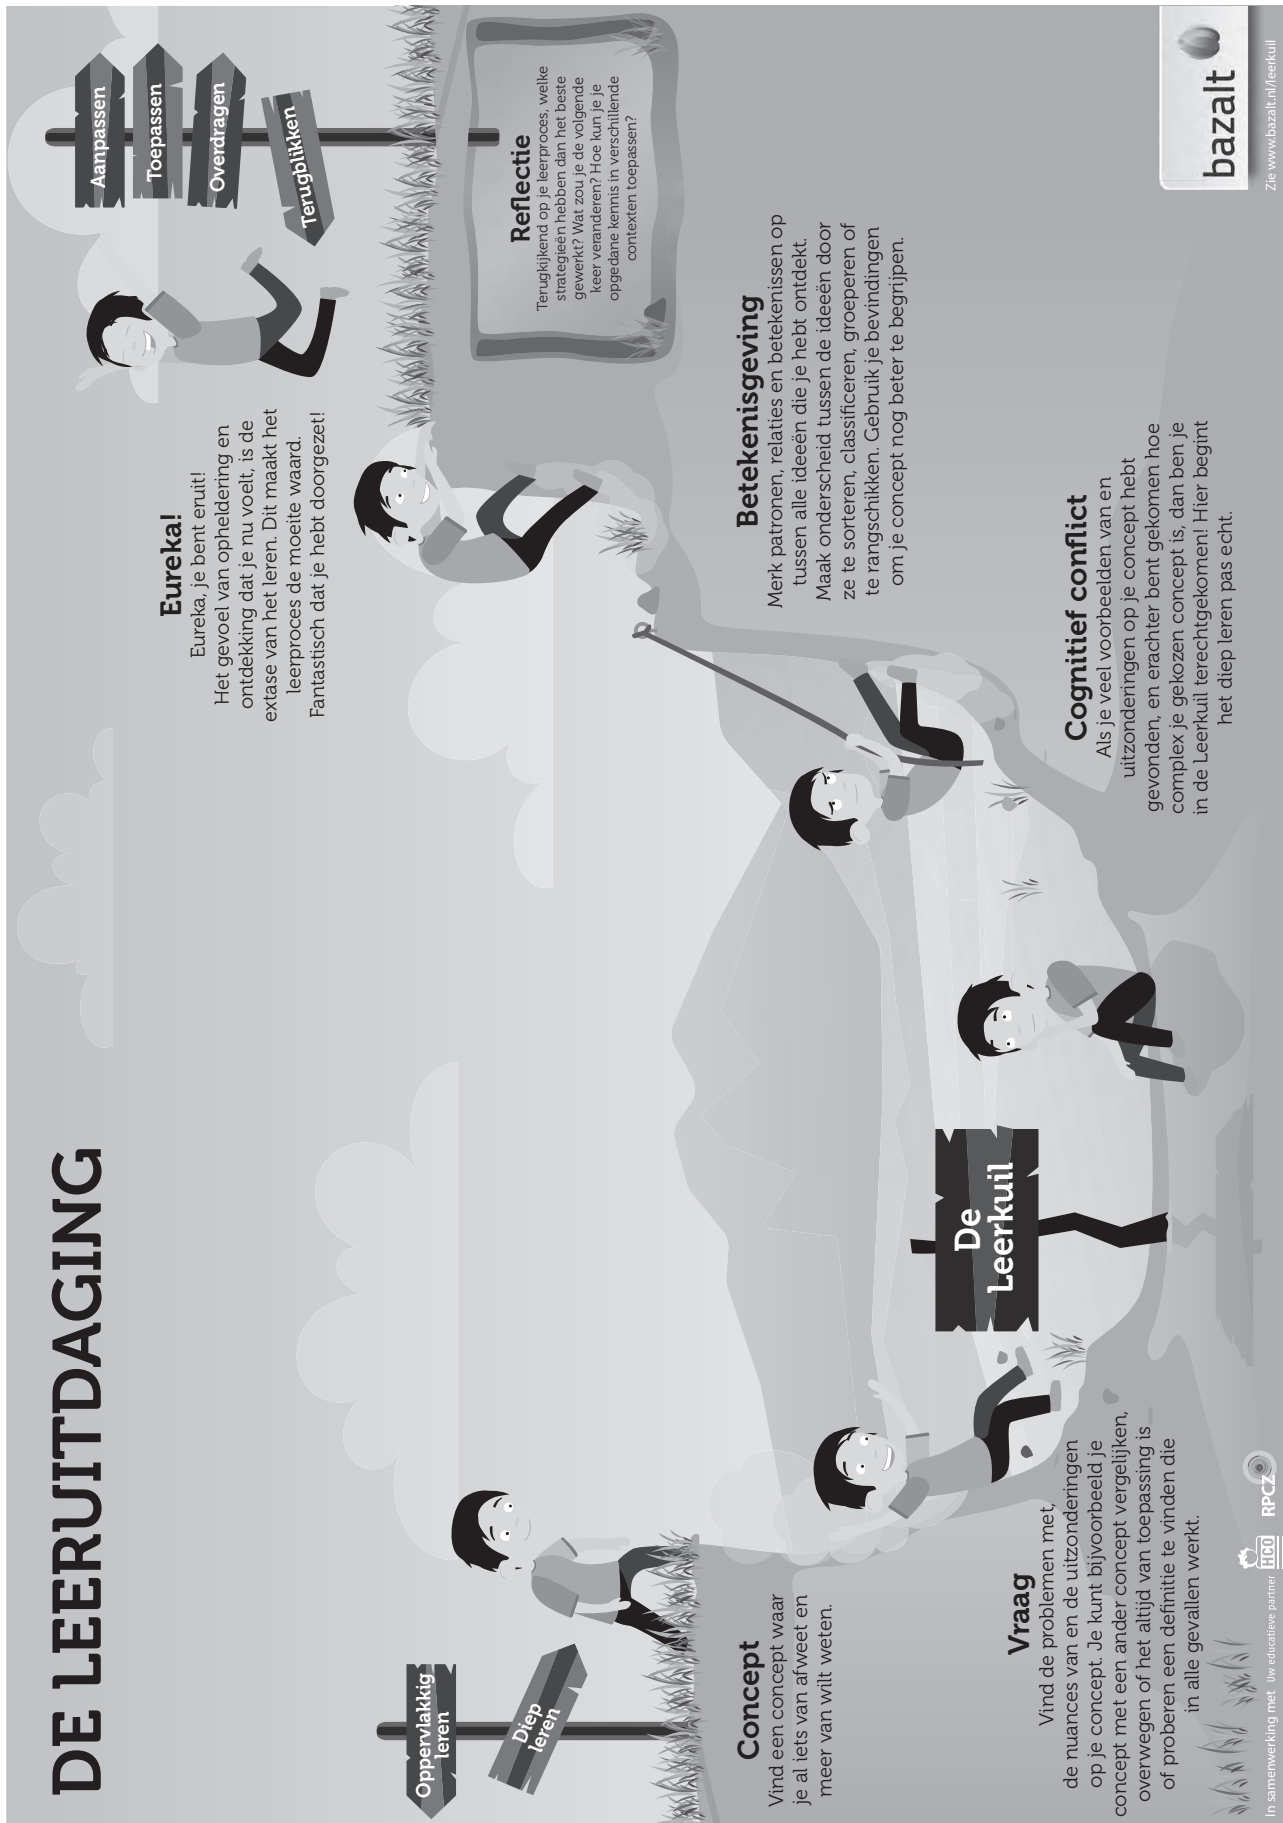 DE LEERUITDAGING
Oppervlakkig
leren
Diep
leren
Concept
Vind een concept waar
je al iets van afweet en
meer van wilt weten.
Vraag
Vind de problemen met,
de nuances van en de uitzonderingen
op je concept. Je kunt bijvoorbeeld je
concept met een ander concept vergelijken,
overwegen of het altijd van toepassing is
of proberen een definitie te vinden die
in alle gevallen werkt.
De
Leerkuil
Cognitief conflict
Als je veel voorbeelden van en
uitzonderingen op je concept hebt
gevonden, en erachter bent gekomen hoe
complex je gekozen concept is, dan ben je
in de Leerkuil terechtgekomen! Hier begint
het diep leren pas echt.
Betekenisgeving
Merk patronen, relaties en betekenissen op
tussen alle ideeën die je hebt ontdekt.
Maak onderscheid tussen de ideeën door
ze te sorteren, classificeren, groeperen of
te rangschikken. Gebruik je bevindingen
om je concept nog beter te begrijpen.
Eureka!
Eureka, je bent eruit!
Het gevoel van opheldering en
ontdekking dat je nu voelt, is de
extase van het leren. Dit maakt het
leerproces de moeite waard.
Fantastisch dat je hebt doorgezet!
Aanpassen
Toepassen
Overdragen
Terugblikken
Reflectie
Terugkijkend op je leerproces, welke
strategieën hebben dan het beste
gewerkt? Wat zou je de volgende
keer veranderen? Hoe kun je je
opgedane kennis in verschillende
contexten toepassen?
In samenwerking met
Uw educatieve partner
HCO
RPCZ
bazalt
Zie www.bazalt.nl/leerkuil